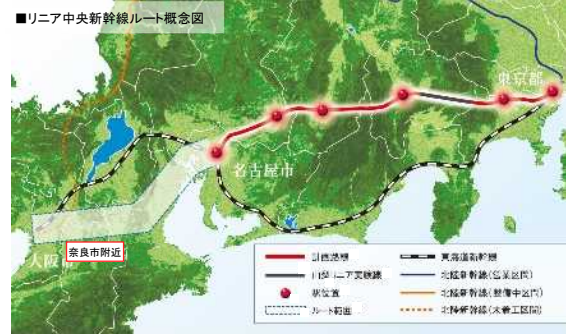 ■リニア中央新幹線ルート概念図
東京都
名古屋市
奈良市附近
大阪
計画路線
山梨リニア実験線
駅位置
ルート範囲
東海道新幹線
北陸新幹線(営業区間)
北陸新幹線(整備中区間)
北陸新幹線(未着工区間)